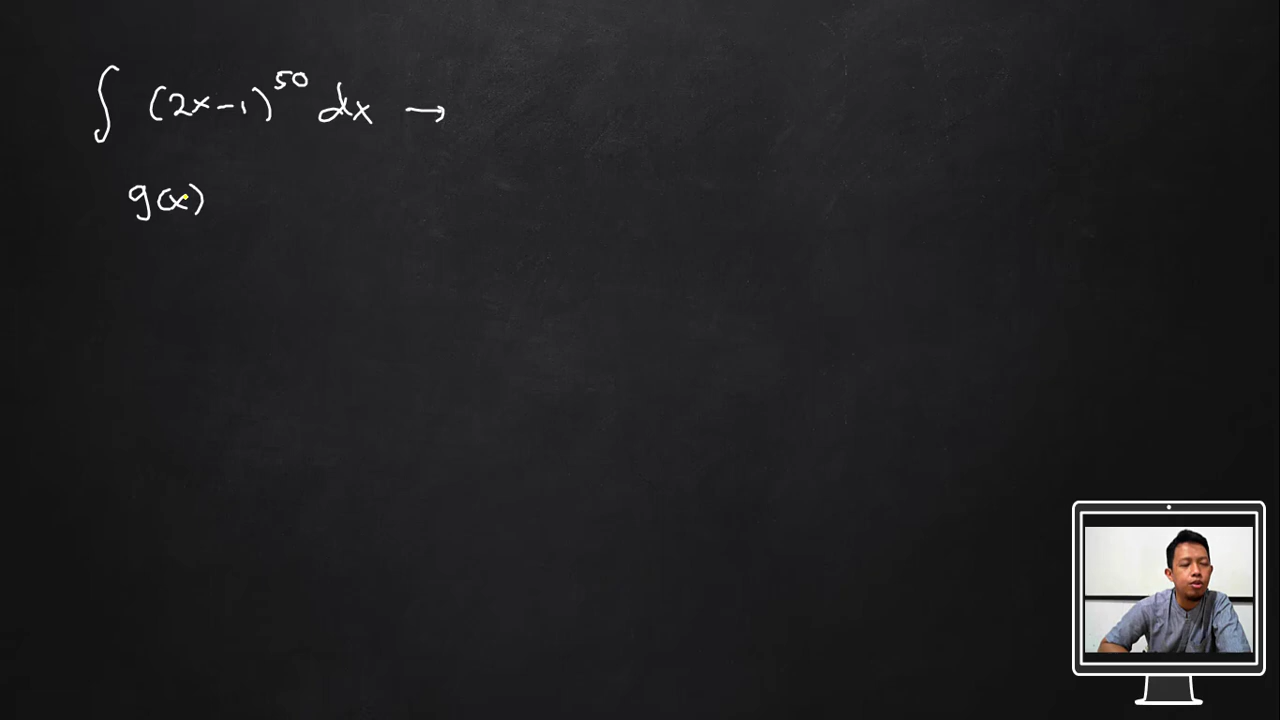 ∫ (2x-1)^50 dx →
g(x)